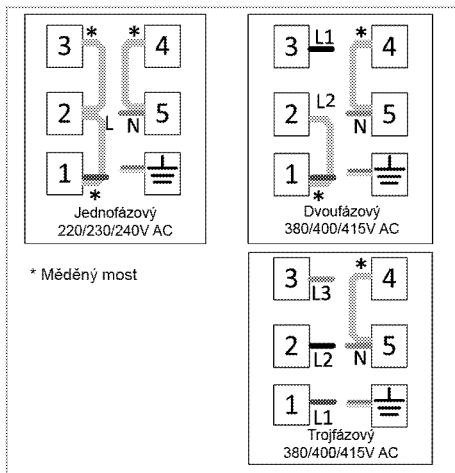 * *
3 4
2 L N 5
1
*
Jednofázový
220/230/240V AC
* Měděný most
L1 *
3 4
L2
2 N 5
1
*
Dvoufázový
380/400/415V AC
*
3 L3 4
2 L2 N 5
1 L1
Trojfázový
380/400/415V AC